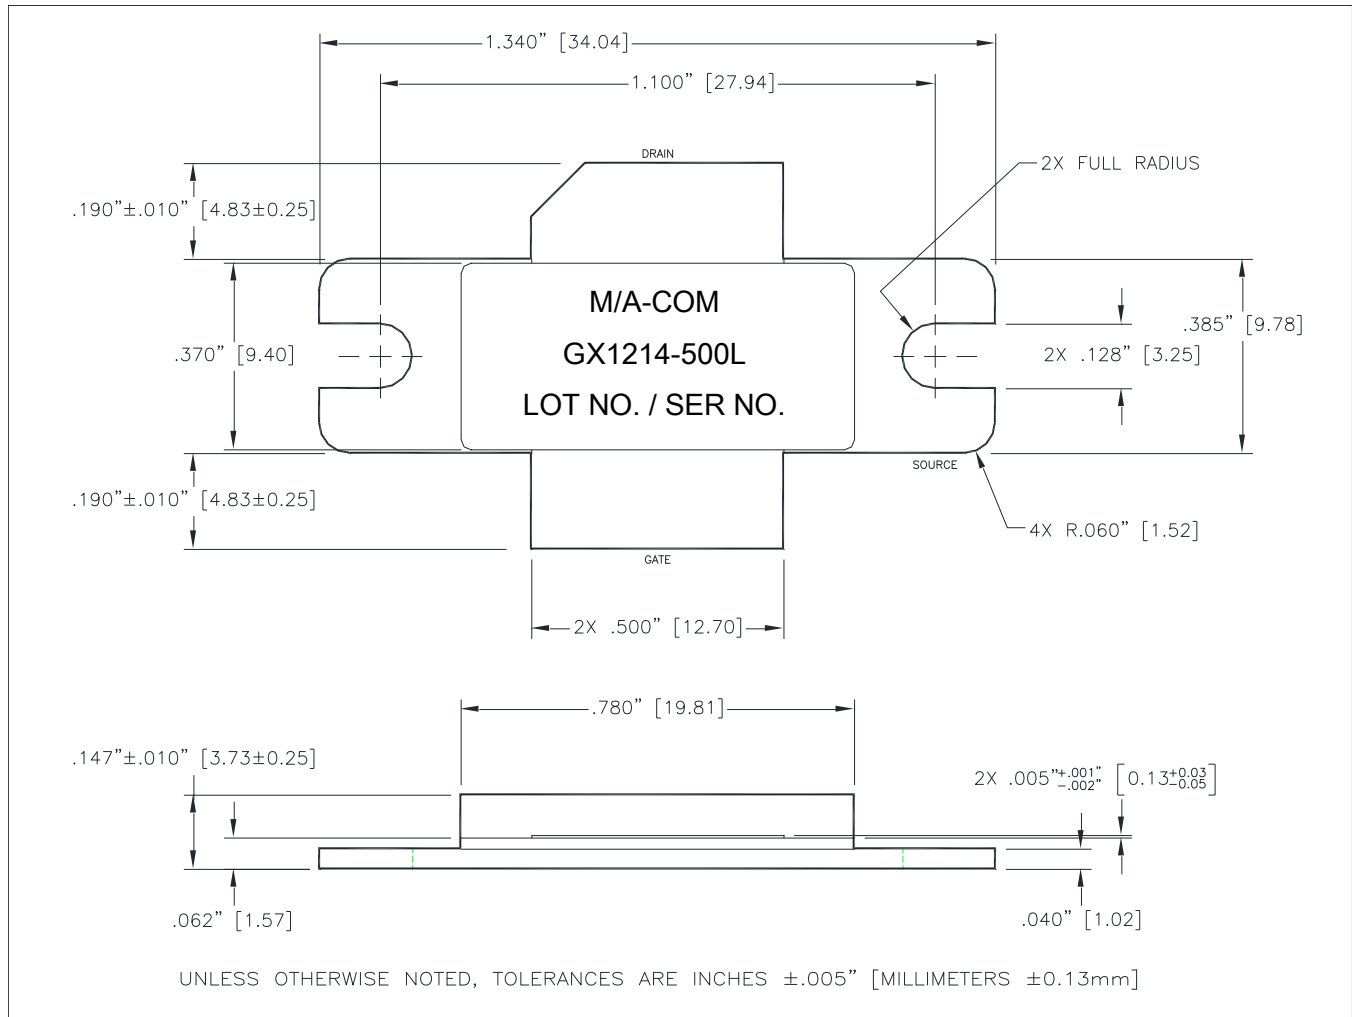 1.340” [34.04]
1.100” [27.94]
DRAIN
2X FULL RADIUS
.190”±.010” [4.83±0.25]
M/A-COM
.385” [9.78]
.370” [9.40]
GX1214-500L
2X .128” [3.25]
LOT NO. / SER NO.
SOURCE
.190”±.010” [4.83±0.25]
4X R.060” [1.52]
GATE
2X .500” [12.70]
.780” [19.81]
.147”±.010” [3.73±0.25]
2X .005”+.001” -.002” [0.13+0.03 -0.05]
.062” [1.57]
.040” [1.02]
UNLESS OTHERWISE NOTED, TOLERANCES ARE INCHES ±.005” [MILLIMETERS ±0.13mm]